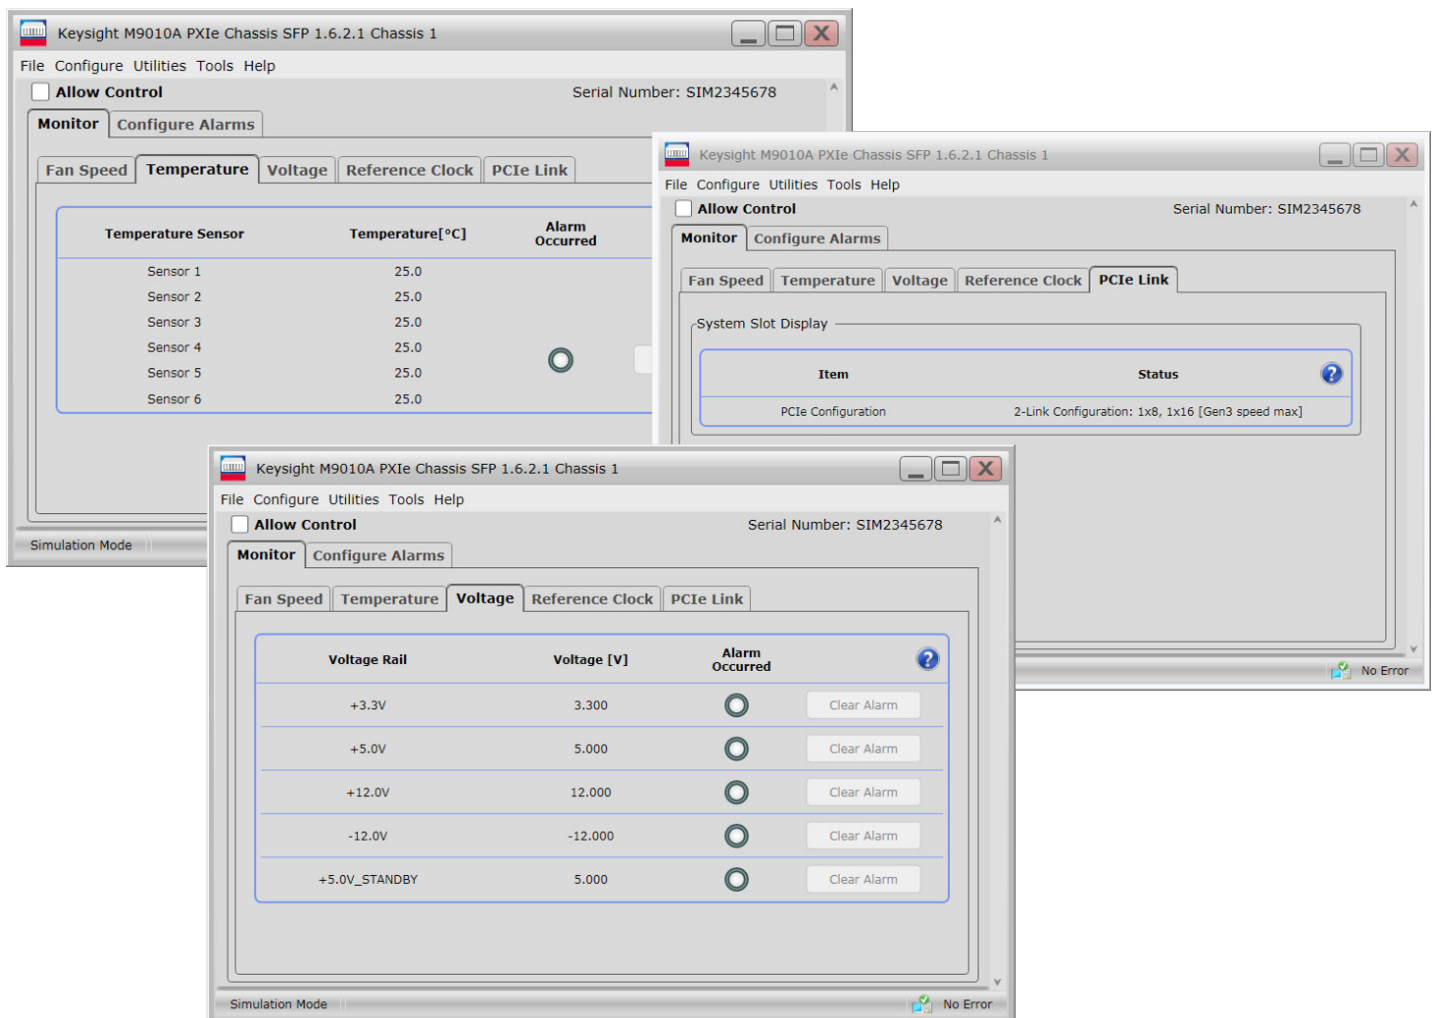 Keysight M9010A PXIe Chassis SFP 1.6.2.1 Chassis 1
File Configure Utilities Tools Help
Allow Control Serial Number: SIM2345678
Monitor Configure Alarms
Fan Speed Temperature Voltage Reference Clock PCIe Link
Temperature Sensor Temperature[°C] Alarm Occurred
Sensor 1 25.0
Sensor 2 25.0
Sensor 3 25.0
Sensor 4 25.0
Sensor 5 25.0
Sensor 6 25.0
Simulation Mode
Keysight M9010A PXIe Chassis SFP 1.6.2.1 Chassis 1
File Configure Utilities Tools Help
Allow Control Serial Number: SIM2345678
Monitor Configure Alarms
Fan Speed Temperature Voltage Reference Clock PCIe Link
System Slot Display
Item Status ?
PCIe Configuration 2-Link Configuration: 1x8, 1x16 [Gen3 speed max]
No Error
Keysight M9010A PXIe Chassis SFP 1.6.2.1 Chassis 1
File Configure Utilities Tools Help
Allow Control Serial Number: SIM2345678
Monitor Configure Alarms
Fan Speed Temperature Voltage Reference Clock PCIe Link
Voltage Rail Voltage [V] Alarm Occurred ?
+3.3V 3.300 Clear Alarm
+5.0V 5.000 Clear Alarm
+12.0V 12.000 Clear Alarm
-12.0V -12.000 Clear Alarm
+5.0V_STANDBY 5.000 Clear Alarm
Simulation Mode No Error